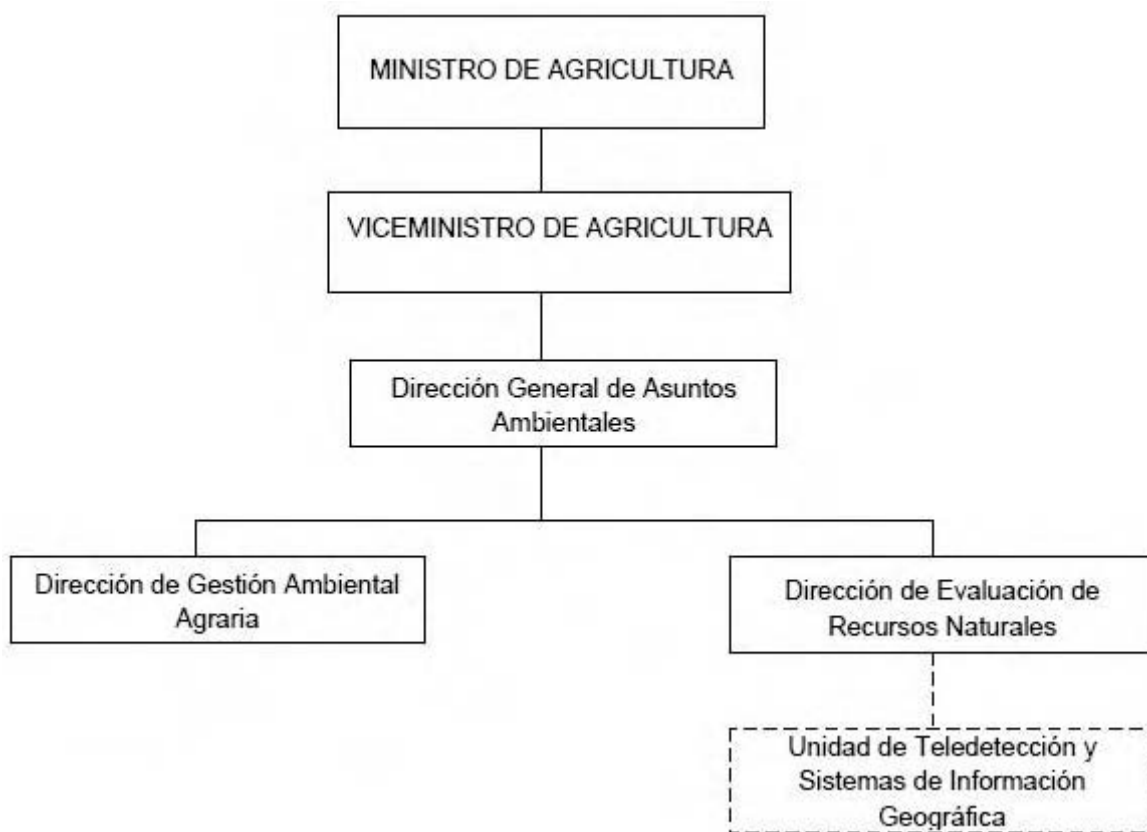 MINISTRO DE AGRICULTURA
VICEMINISTRO DE AGRICULTURA
Dirección General de Asuntos
Ambientales
Dirección de Gestión Ambiental
Agraria
Dirección de Evaluación de
Recursos Naturales
Unidad de Teledetección y
Sistemas de Información
Geográfica